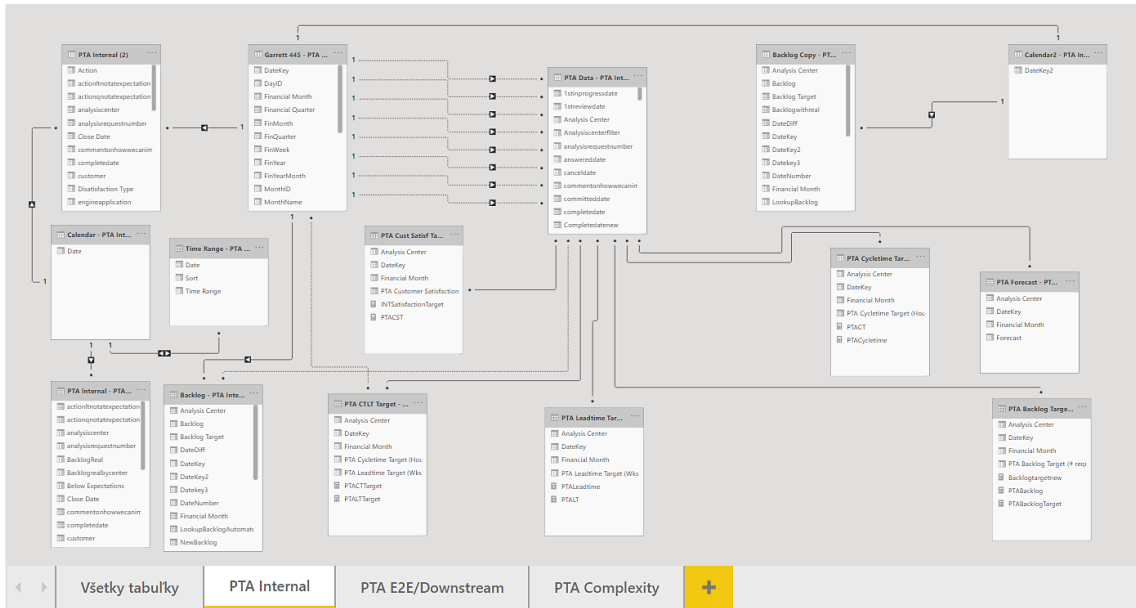 PTA Internal (2)
Action
actionltnotatexpectation
actionqnotatexpectation
analysiscenter
analysisrequestnumber
Close Date
commentonhowwecanim
completedate
customer
Disatisfaction Type
engineapplication
Garrett 445 - PTA ...
DateKey
DayID
Financial Month
Financial Quarter
FinMonth
FinQuarter
FinWeek
FinYear
FinYearMonth
MonthID
MonthName
PTA Data - PTA Int...
1stinprogressdate
1streviewdate
Analysis Center
Analysiscenterfilter
analysisrequestnumber
answereddate
canceldate
commentonhowwecanim
committeddate
completedate
Completedatenew
Backlog Copy - PT...
Analysis Center
Backlog
Backlog Target
Backlogwithreal
DateDiff
DateKey
DateKey2
Datekey3
DateNumber
Financial Month
LookupBacklog
Calendar2 - PTA In...
DateKey2
Calendar - PTA Int...
Date
Time Range - PTA ...
Date
Sort
Time Range
PTA Cust Satisf Ta...
Analysis Center
DateKey
Financial Month
PTA Customer Satisfaction
INTSatisfactionTarget
PTACST
PTA Cycletime Tar...
Analysis Center
DateKey
Financial Month
PTA Cycletime Target (Hou
PTACT
PTACycletime
PTA Forecast - PT...
Analysis Center
DateKey
Financial Month
Forecast
PTA Internal - PTA...
actionltnotatexpectation
actionqnotatexpectation
analysiscenter
analysisrequestnumber
BacklogReal
Backlogrealbycenter
Below Expectations
Close Date
commentonhowwecanim
completedate
customer
Backlog - PTA Inte...
Analysis Center
Backlog
Backlog Target
DateDiff
DateKey
DateKey2
Datekey3
DateNumber
Financial Month
LookupBacklogAutomate
NewBacklog
PTA CTLT Target - ...
Analysis Center
DateKey
Financial Month
PTA Cycletime Target (Hou
PTA Leadtime Target (Wks
PTACTTarget
PTALTTarget
PTA Leadtime Tar...
Analysis Center
DateKey
Financial Month
PTA Leadtime Target (Wks
PTALeadtime
PTALT
PTA Backlog Targe...
Analysis Center
DateKey
Financial Month
PTA Backlog Target (# requ
Backlogtargetnew
PTABacklog
PTABacklogTarget
Všetky tabuľky
PTA Internal
PTA E2E/Downstream
PTA Complexity